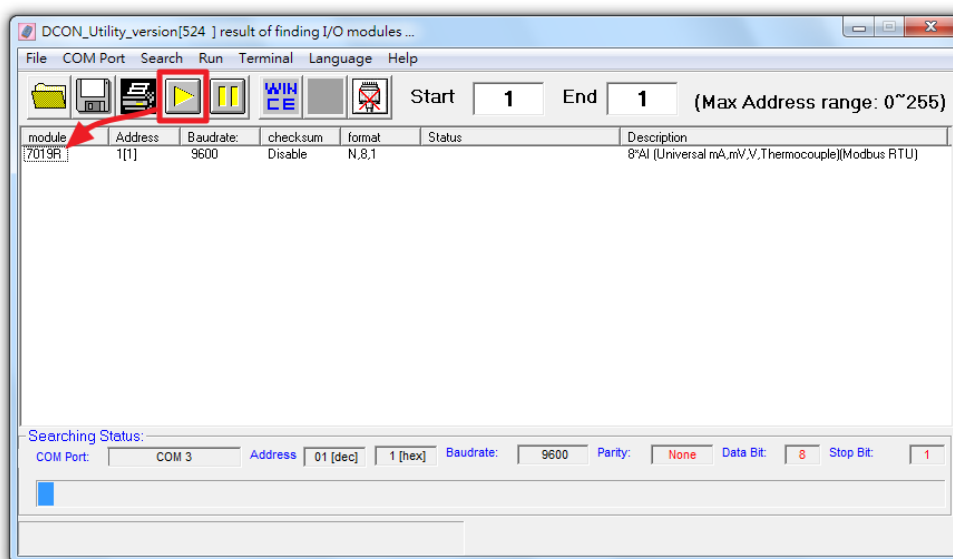 DCON_Utility_version[524 ] result of finding I/O modules ...
File COM Port Search Run Terminal Language Help
WIN CE Start 1 End 1 (Max Address range: 0~255)
module Address Baudrate: checksum format Status Description
7019R 1[1] 9600 Disable N,8,1 8*AI (Universal mA,mV,V,Thermocouple)(Modbus RTU)
Searching Status:
COM Port: COM 3 Address 01 [dec] 1 [hex] Baudrate: 9600 Parity: None Data Bit: 8 Stop Bit: 1